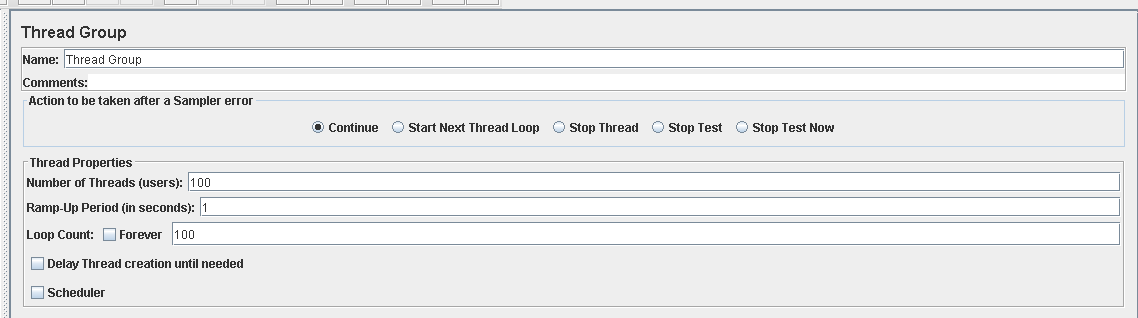 Thread Group
Name: Thread Group
Comments:
Action to be taken after a Sampler error
Continue Start Next Thread Loop Stop Thread Stop Test Stop Test Now
Thread Properties
Number of Threads (users): 100
Ramp-Up Period (in seconds): 1
Loop Count: Forever 100
Delay Thread creation until needed
Scheduler